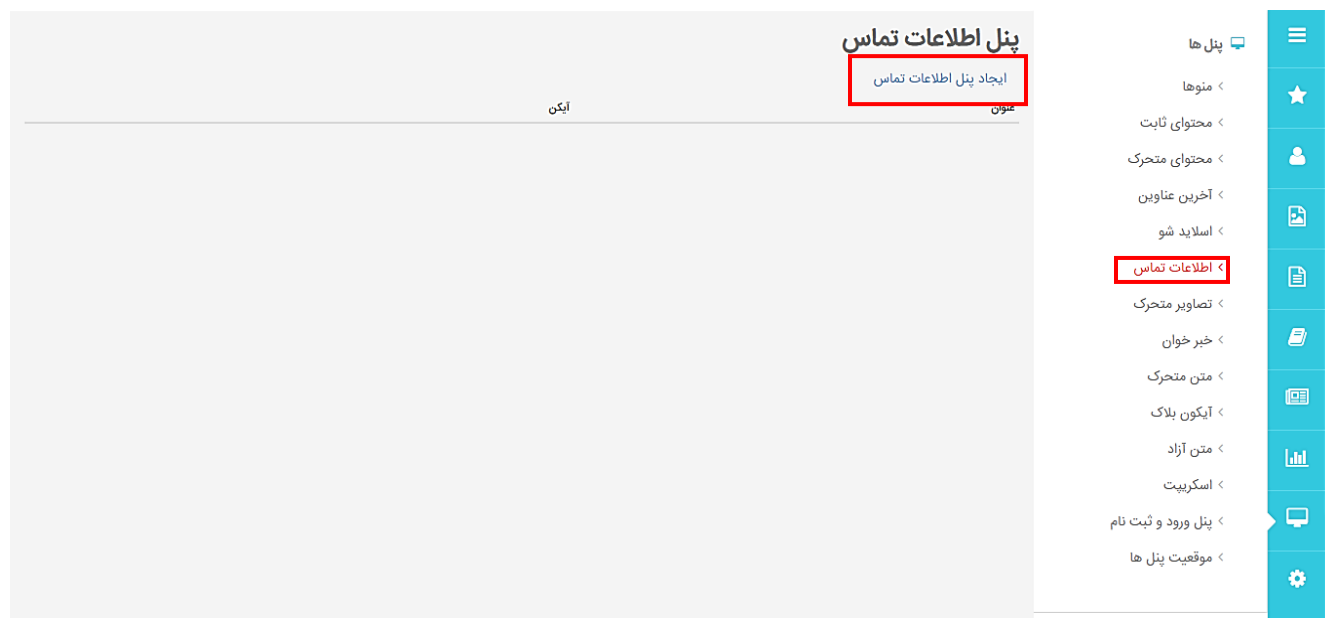 پنل ها
منوها
محتوای ثابت
محتوای متحرک
آخرین عناوین
اسلاید شو
اطلاعات تماس
تصاویر متحرک
خبر خوان
متن متحرک
آیکون بلاک
متن آزاد
اسکریپت
پنل ورود و ثبت نام
موقعیت پنل ها
پنل اطلاعات تماس
ایجاد پنل اطلاعات تماس
عنوان آیکن